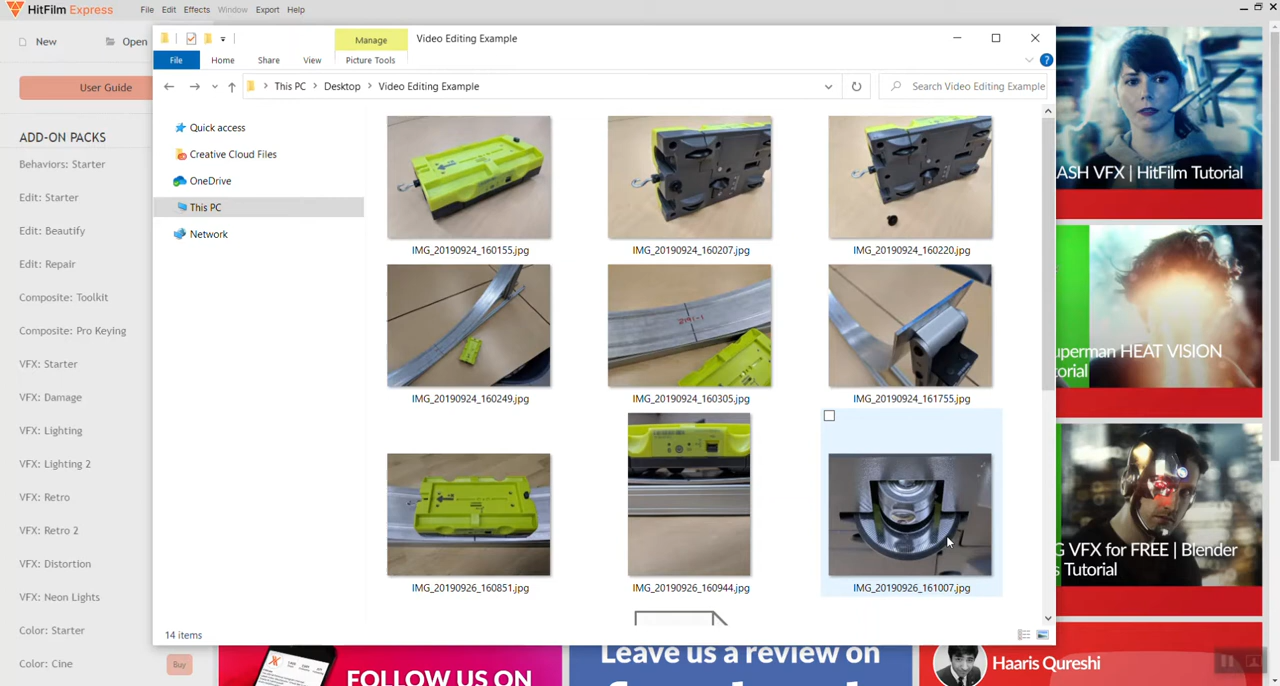 HitFilm Express
File Edit Effects Window Export Help
New Open
User Guide
ADD-ON PACKS
Behaviors: Starter
Edit: Starter
Edit: Beautify
Edit: Repair
Composite: Toolkit
Composite: Pro Keying
VFX: Starter
VFX: Damage
VFX: Lighting
VFX: Lighting 2
VFX: Retro
VFX: Retro 2
VFX: Distortion
VFX: Neon Lights
Color: Starter
Color: Cine
Buy
Manage
Video Editing Example
File Home Share View Picture Tools
This PC > Desktop > Video Editing Example
Search Video Editing Example
Quick access
Creative Cloud Files
OneDrive
This PC
Network
IMG_20190924_160155.jpg
IMG_20190924_160207.jpg
IMG_20190924_160220.jpg
IMG_20190924_160249.jpg
IMG_20190924_160305.jpg
IMG_20190924_161755.jpg
IMG_20190926_160851.jpg
IMG_20190926_160944.jpg
IMG_20190926_161007.jpg
14 items
ASH VFX | HitFilm Tutorial
uperman HEAT VISION
orial
VFX for FREE | Blender
Tutorial
FOLLOW US ON
Leave us a review on
Haaris Qureshi